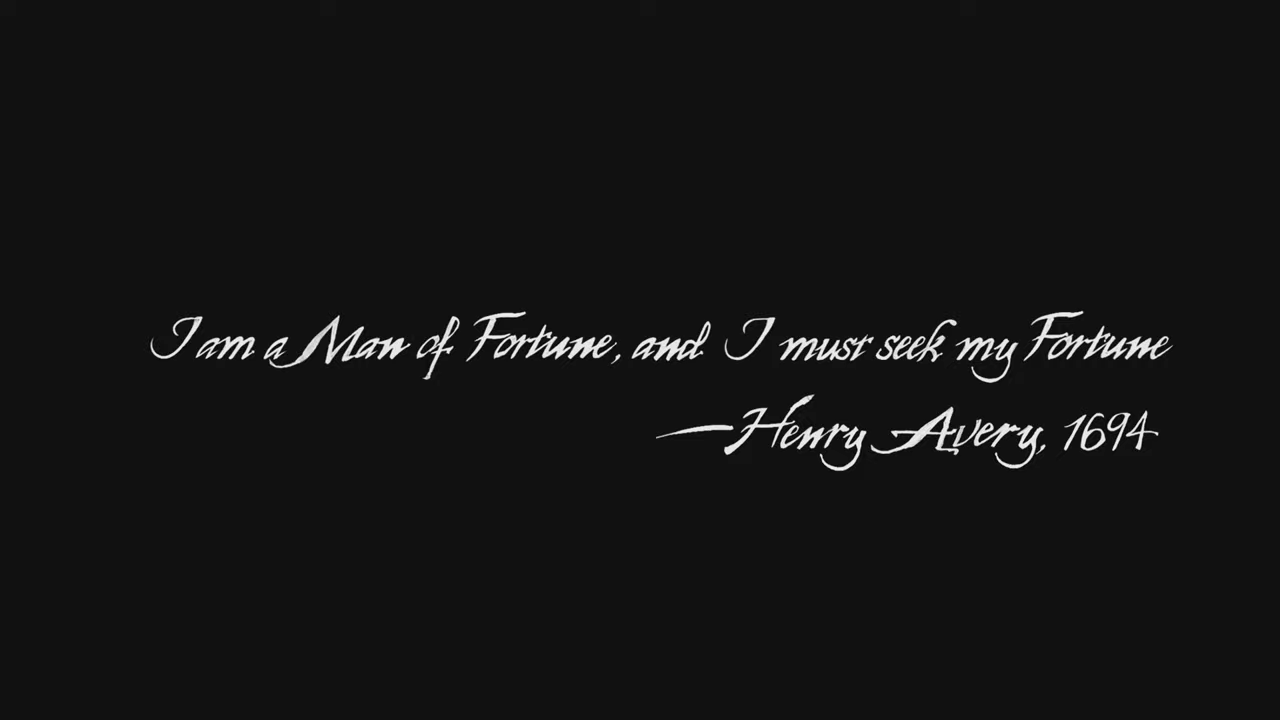 I am a Man of Fortune, and I must seek my Fortune
—Henry Avery, 1694